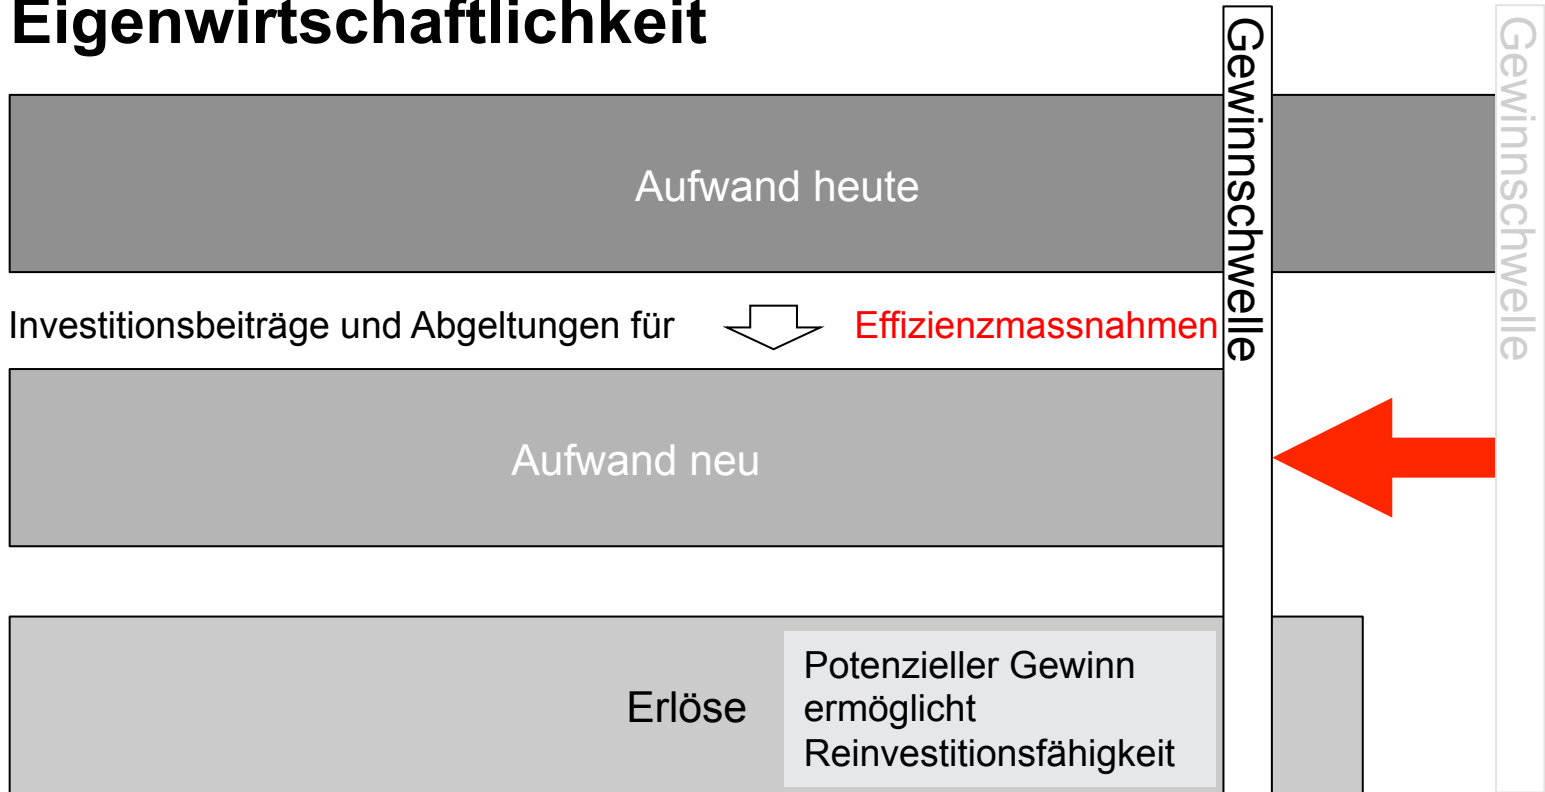 Eigenwirtschaftlichkeit
Gewinnschwelle
Gewinnschwelle
Aufwand heute
Investitionsbeiträge und Abgeltungen für
Effizienzmassnahmen
Aufwand neu
Erlöse
Potenzieller Gewinn
ermöglicht
Reinvestitionsfähigkeit